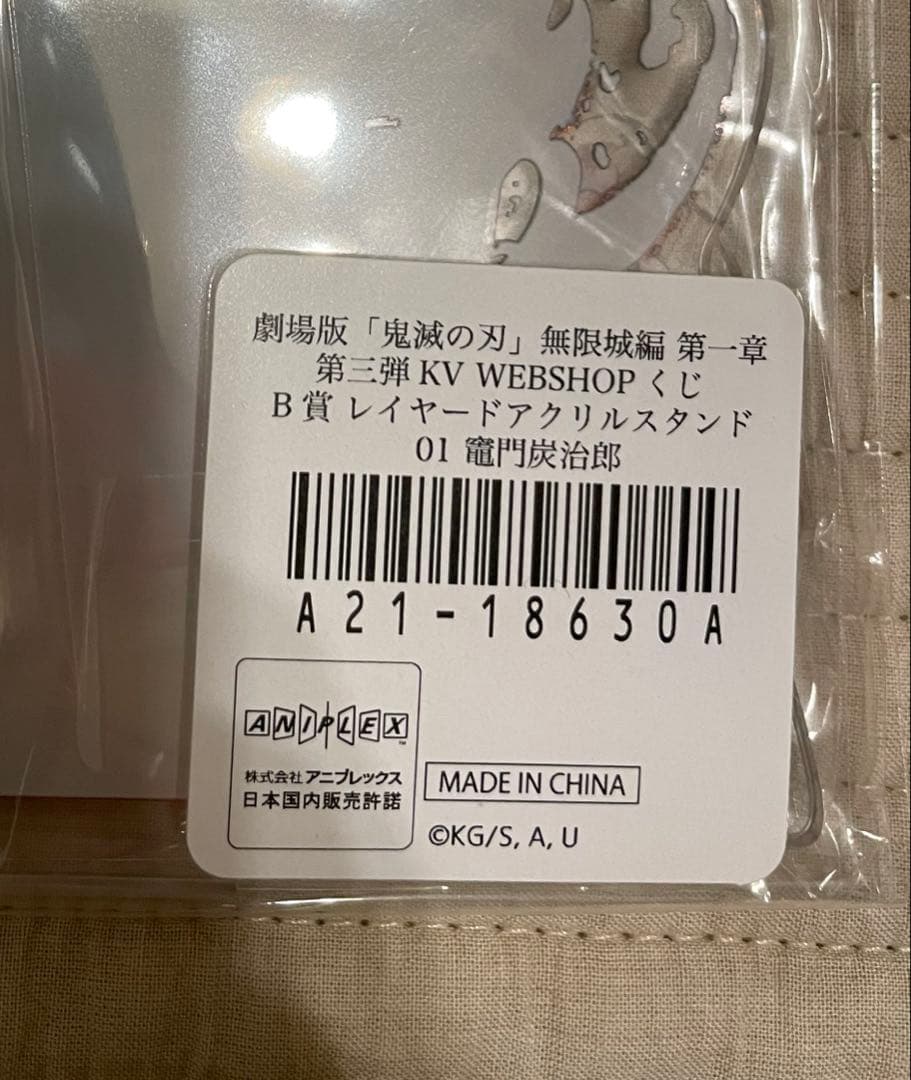 劇場版「鬼滅の刃」無限城編 第一章
第三弾 KV WEBSHOP くじ
B 賞 レイヤードアクリルスタンド
01 竈門炭治郎
A21-18630A
ANIPLEX
™
株式会社 アニプレックス
日本国内販売許諾
MADE IN CHINA
©KG/S, A, U